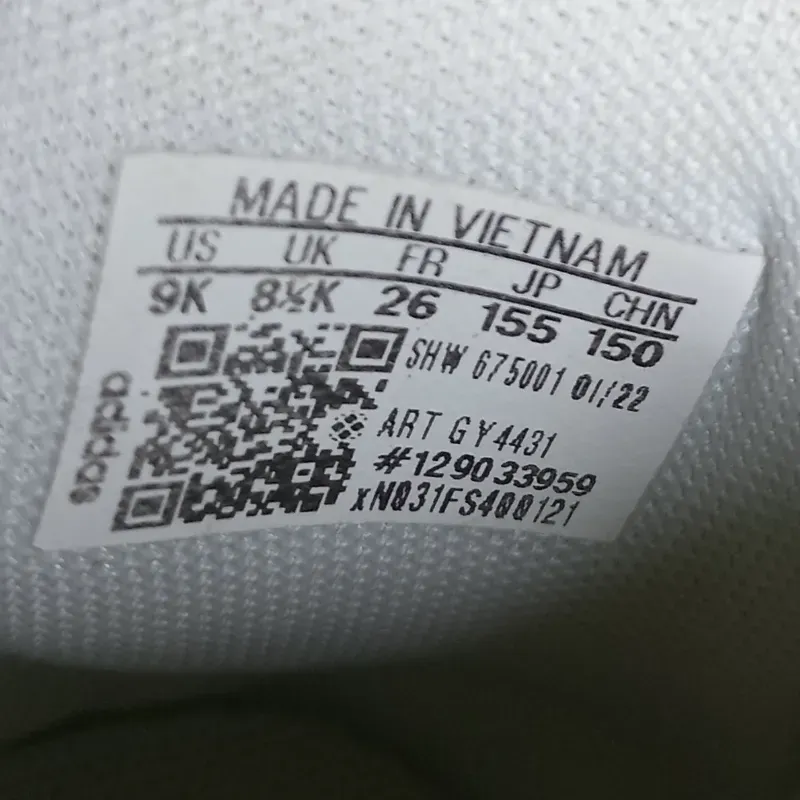 MADE IN VIETNAM
US UK FR JP CHN
9K 8½K 26 155 150
SHW 675001 01/22
ART GY4431
#129033959
xN031FS400121
adidas